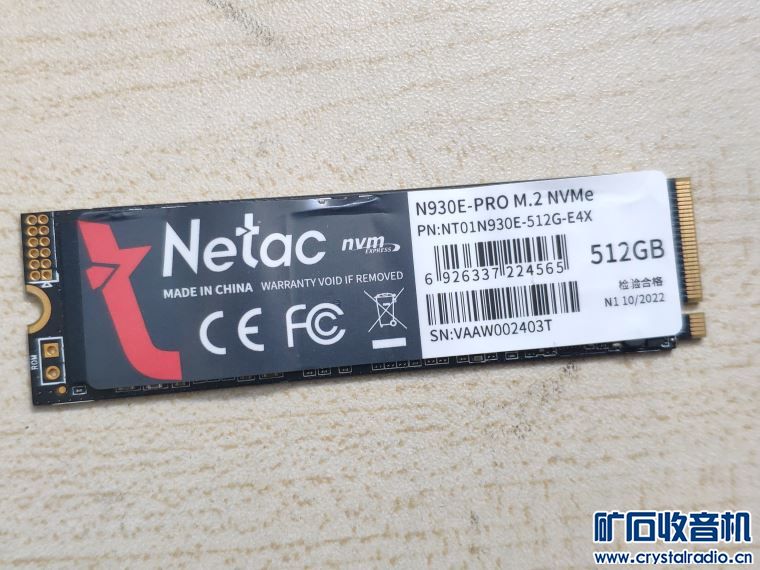 Netac
nvm
EXPRESS
MADE IN CHINA WARRANTY VOID IF REMOVED
CE FC
N930E-PRO M.2 NVMe
PN:NT01N930E-512G-E4X
6 926337 224565
512GB
检验合格
N1 10/2022
SN:VAAW002403T
ROM
矿石收音机
www.crystalradio.cn